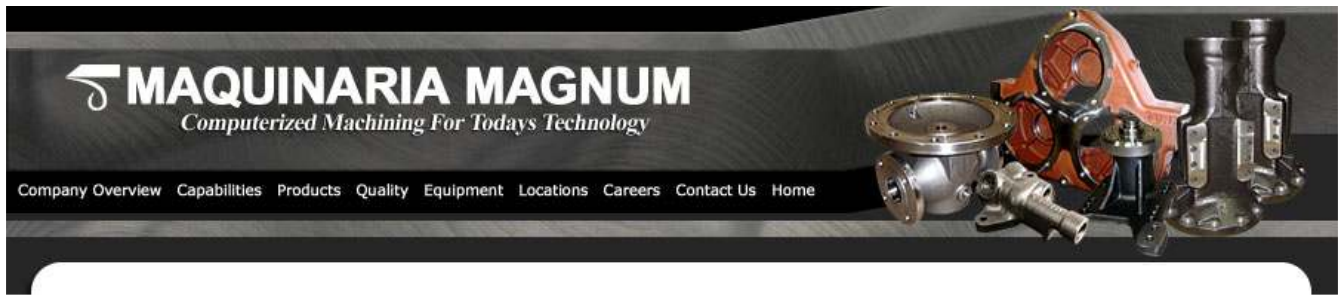 MAQUINARIA MAGNUM
Computerized Machining For Todays Technology
Company Overview Capabilities Products Quality Equipment Locations Careers Contact Us Home